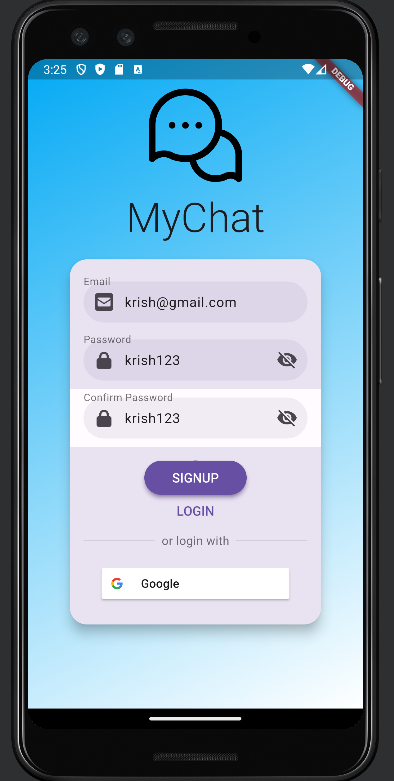 3:25
DEBUG
MyChat
Email
krish@gmail.com
Password
krish123
Confirm Password
krish123
SIGNUP
LOGIN
or login with
Google